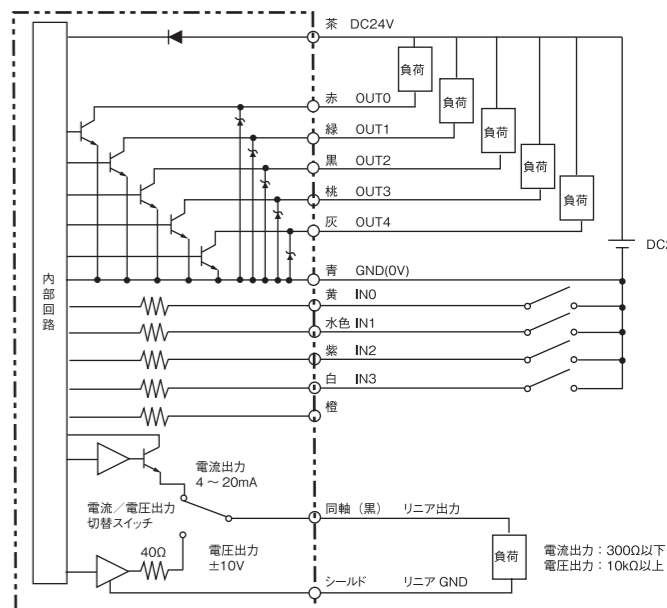 茶 DC24V
負荷
負荷
負荷
負荷
負荷
赤 OUT0
緑 OUT1
黒 OUT2
桃 OUT3
灰 OUT4
DC2
青 GND(0V)
内部回路
黄 IN0
水色 IN1
紫 IN2
白 IN3
橙
電流出力
4 ~ 20mA
電流/電圧出力
切替スイッチ
同軸(黒) リニア出力
40Ω
電圧出力
±10V
負荷
電流出力:300Ω以下
電圧出力:10kΩ以上
シールド リニア GND